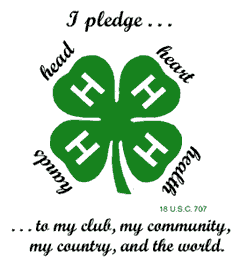 I pledge . . .
head
heart
H H
H H
hands
health
18 U.S.C. 707
. . . to my club, my community,
my country, and the world.